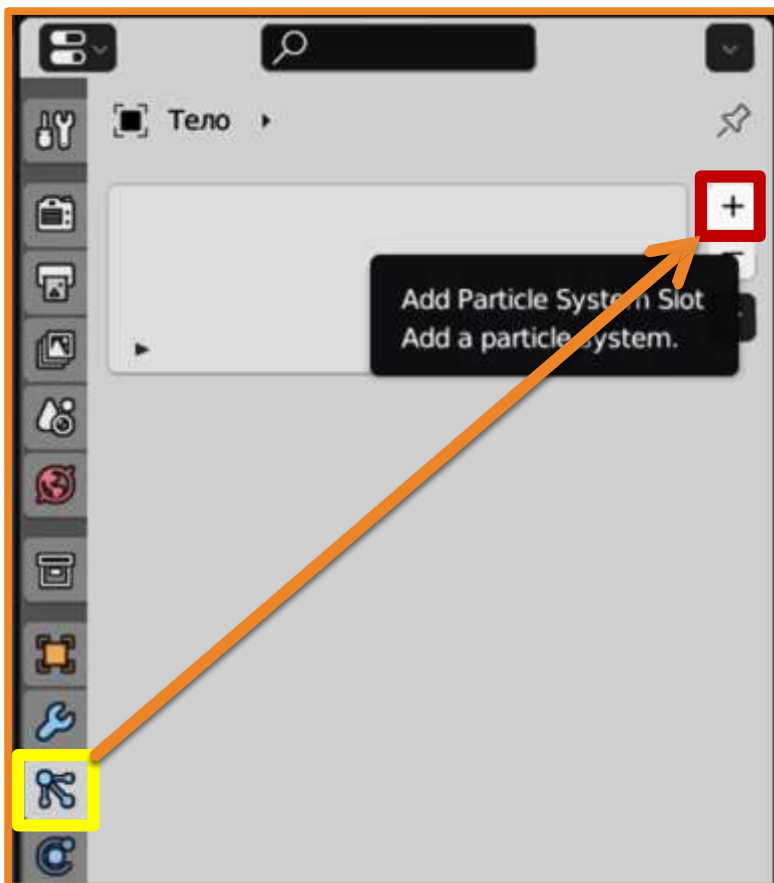 Тело
Add Particle System Slot
Add a particle system.